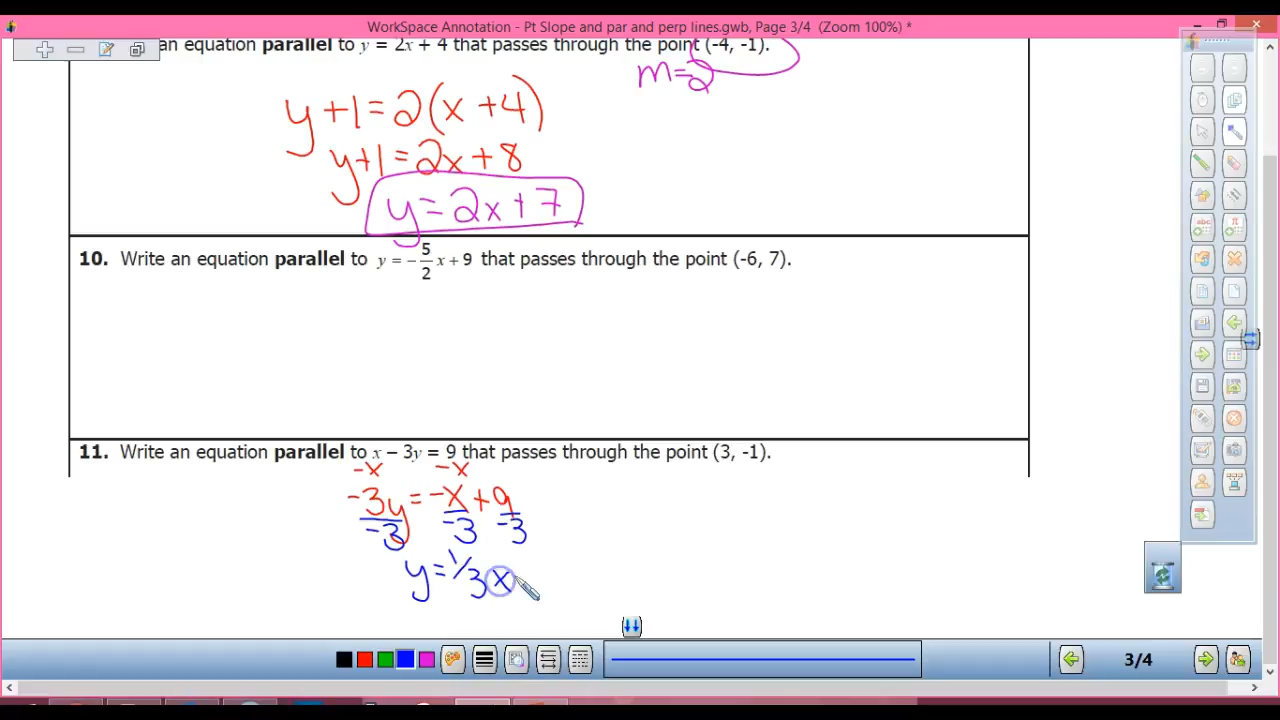 WorkSpace Annotation - Pt Slope and par and perp lines.gwb, Page 3/4 (Zoom 100%) *
an equation parallel to y = 2x + 4 that passes through the point (-4, -1).
m=2
y+1=2(x+4)
y+1=2x+8
y=2x+7
10. Write an equation parallel to y = -5/2 x + 9 that passes through the point (-6, 7).
11. Write an equation parallel to x − 3y = 9 that passes through the point (3, -1).
-x -x
-3y=-x+9
-3 -3 -3
y=1/3x
3/4